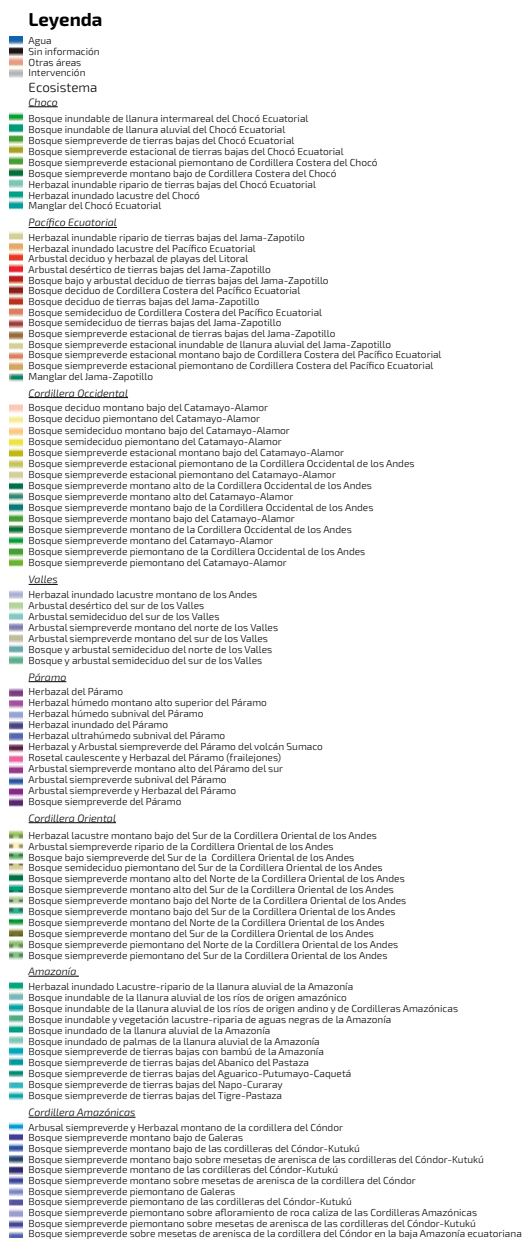 Leyenda
Agua
Sin información
Otras áreas
Intervención
Ecosistema
Choco
Bosque inundable de llanura intermareal del Chocó Ecuatorial
Bosque inundable de llanura aluvial del Chocó Ecuatorial
Bosque siempreverde de tierras bajas del Chocó Ecuatorial
Bosque siempreverde estacional de tierras bajas del Chocó Ecuatorial
Bosque siempreverde estacional piemontano de Cordillera Costera del Chocó
Bosque siempreverde montano bajo de Cordillera Costera del Chocó
Herbazal inundable ripario de tierras bajas del Chocó Ecuatorial
Herbazal inundado lacustre del Chocó
Manglar del Chocó Ecuatorial
Pacífico Ecuatorial
Herbazal inundable ripario de tierras bajas del Jama-Zapotilo
Herbazal inundado lacustre del Pacífico Ecuatorial
Arbustal deciduo y herbazal de playas del Litoral
Arbustal desértico de tierras bajas del Jama-Zapotillo
Bosque bajo y arbustal deciduo de tierras bajas del Jama-Zapotillo
Bosque deciduo de Cordillera Costera del Pacífico Ecuatorial
Bosque deciduo de tierras bajas del Jama-Zapotillo
Bosque semideciduo de Cordillera Costera del Pacífico Ecuatorial
Bosque semideciduo de tierras bajas del Jama-Zapotillo
Bosque siempreverde estacional de tierras bajas del Jama-Zapotillo
Bosque siempreverde estacional inundable de llanura aluvial del Jama-Zapotillo
Bosque siempreverde estacional montano bajo de Cordillera Costera del Pacífico Ecuatorial
Bosque siempreverde estacional piemontano de Cordillera Costera del Pacífico Ecuatorial
Manglar del Jama-Zapotillo
Cordillera Occidental
Bosque deciduo montano bajo del Catamayo-Alamor
Bosque deciduo piemontano del Catamayo-Alamor
Bosque semideciduo montano bajo del Catamayo-Alamor
Bosque semideciduo piemontano del Catamayo-Alamor
Bosque siempreverde estacional montano bajo del Catamayo-Alamor
Bosque siempreverde estacional piemontano de la Cordillera Occidental de los Andes
Bosque siempreverde estacional piemontano del Catamayo-Alamor
Bosque siempreverde montano alto de la Cordillera Occidental de los Andes
Bosque siempreverde montano alto del Catamayo-Alamor
Bosque siempreverde montano bajo de la Cordillera Occidental de los Andes
Bosque siempreverde montano bajo del Catamayo-Alamor
Bosque siempreverde montano de la Cordillera Occidental de los Andes
Bosque siempreverde montano del Catamayo-Alamor
Bosque siempreverde piemontano de la Cordillera Occidental de los Andes
Bosque siempreverde piemontano del Catamayo-Alamor
Valles
Herbazal inundado lacustre montano de los Andes
Arbustal desértico del sur de los Valles
Arbustal semideciduo del sur de los Valles
Arbustal siempreverde montano del norte de los Valles
Arbustal siempreverde montano del sur de los Valles
Bosque y arbustal semideciduo del norte de los Valles
Bosque y arbustal semideciduo del sur de los Valles
Páramo
Herbazal del Páramo
Herbazal húmedo montano alto superior del Páramo
Herbazal húmedo subnival del Páramo
Herbazal inundado del Páramo
Herbazal ultrahúmedo subnival del Páramo
Herbazal y Arbustal siempreverde del Páramo del volcán Sumaco
Rosetal caulescente y Herbazal del Páramo (frailejones)
Arbustal siempreverde montano alto del Páramo del sur
Arbustal siempreverde subnival del Páramo
Arbustal siempreverde y Herbazal del Páramo
Bosque siempreverde del Páramo
Cordillera Oriental
Herbazal lacustre montano bajo del Sur de la Cordillera Oriental de los Andes
Arbustal siempreverde ripario de la Cordillera Oriental de los Andes
Bosque bajo siempreverde del Sur de la Cordillera Oriental de los Andes
Bosque semideciduo piemontano del Sur de la Cordillera Oriental de los Andes
Bosque siempreverde montano alto del Norte de la Cordillera Oriental de los Andes
Bosque siempreverde montano alto del Sur de la Cordillera Oriental de los Andes
Bosque siempreverde montano bajo del Norte de la Cordillera Oriental de los Andes
Bosque siempreverde montano bajo del Sur de la Cordillera Oriental de los Andes
Bosque siempreverde montano del Norte de la Cordillera Oriental de los Andes
Bosque siempreverde montano del Sur de la Cordillera Oriental de los Andes
Bosque siempreverde piemontano del Norte de la Cordillera Oriental de los Andes
Bosque siempreverde piemontano del Sur de la Cordillera Oriental de los Andes
Amazonía
Herbazal inundado Lacustre-ripario de la llanura aluvial de la Amazonía
Bosque inundable de la llanura aluvial de los ríos de origen amazónico
Bosque inundable de la llanura aluvial de los ríos de origen andino y de Cordilleras Amazónicas
Bosque inundable y vegetación lacustre-riparia de aguas negras de la Amazonía
Bosque inundado de la llanura aluvial de la Amazonía
Bosque inundado de palmas de la llanura aluvial de la Amazonía
Bosque siempreverde de tierras bajas con bambú de la Amazonía
Bosque siempreverde de tierras bajas del Abanico del Pastaza
Bosque siempreverde de tierras bajas del Aguarico-Putumayo-Caquetá
Bosque siempreverde de tierras bajas del Napo-Curaray
Bosque siempreverde de tierras bajas del Tigre-Pastaza
Cordillera Amazónicas
Arbusal siempreverde y Herbazal montano de la cordillera del Cóndor
Bosque siempreverde montano bajo de Galeras
Bosque siempreverde montano bajo de las cordilleras del Cóndor-Kutukú
Bosque siempreverde montano bajo sobre mesetas de arenisca de las cordilleras del Cóndor-Kutukú
Bosque siempreverde montano de las cordilleras del Cóndor-Kutukú
Bosque siempreverde montano sobre mesetas de arenisca de la cordillera del Cóndor
Bosque siempreverde piemontano de Galeras
Bosque siempreverde piemontano de las cordilleras del Cóndor-Kutukú
Bosque siempreverde piemontano sobre afloramiento de roca caliza de las Cordilleras Amazónicas
Bosque siempreverde piemontano sobre mesetas de arenisca de las cordilleras del Cóndor-Kutukú
Bosque siempreverde sobre mesetas de arenisca de la cordillera del Cóndor en la baja Amazonía ecuatoriana